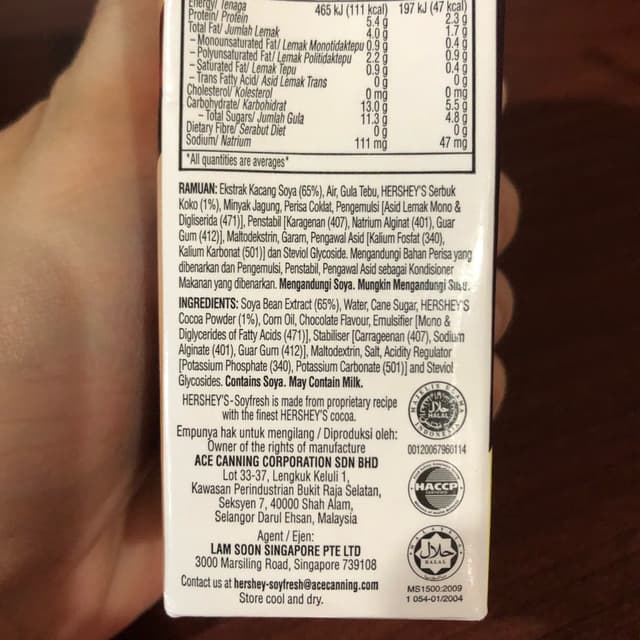 Energy/ Tenaga 465 kJ (111 kcal) 197 kJ (47 kcal)
Protein/ Protein 5.4 g 2.3 g
Total Fat/ Jumlah Lemak 4.0 g 1.7 g
- Monounsaturated Fat/ Lemak Monotidaktepu 0.9 g 0.4 g
- Polyunsaturated Fat/ Lemak Politidaktepu 2.2 g 0.9 g
- Saturated Fat/ Lemak Tepu 0.9 g 0.4 g
- Trans Fatty Acid/ Asid Lemak Trans 0 g 0 g
Cholesterol/ Kolesterol 0 mg 0 mg
Carbohydrate/ Karbohidrat 13.0 g 5.5 g
- Total Sugars/ Jumlah Gula 11.3 g 4.8 g
Dietary Fibre/ Serabut Diet 0 g 0 g
Sodium/ Natrium 111 mg 47 mg
*All quantities are averages*
RAMUAN: Ekstrak Kacang Soya (65%), Air, Gula Tebu, HERSHEY'S Serbuk
Koko (1%), Minyak Jagung, Perisa Coklat, Pengemulsi [Asid Lemak Mono &
Digliserida (471)], Penstabil [Karagenan (407), Natrium Alginat (401), Guar
Gum (412)], Maltodekstrin, Garam, Pengawal Asid [Kalium Fosfat (340),
Kalium Karbonat (501)] dan Steviol Glycoside. Mengandungi Bahan Perisa yang
dibenarkan dan Pengemulsi, Penstabil, Pengawal Asid sebagai Kondisioner
Makanan yang dibenarkan. Mengandungi Soya. Mungkin Mengandungi Susu.
INGREDIENTS: Soya Bean Extract (65%), Water, Cane Sugar, HERSHEY'S
Cocoa Powder (1%), Corn Oil, Chocolate Flavour, Emulsifier [Mono &
Diglycerides of Fatty Acids (471)], Stabiliser [Carrageenan (407), Sodium
Alginate (401), Guar Gum (412)], Maltodextrin, Salt, Acidity Regulator
[Potassium Phosphate (340), Potassium Carbonate (501)] and Steviol
Glycosides. Contains Soya. May Contain Milk.
HERSHEY'S-Soyfresh is made from proprietary recipe
with the finest HERSHEY'S cocoa.
Empunya hak untuk mengilang / Diproduksi oleh:
Owner of the rights of manufacture
ACE CANNING CORPORATION SDN BHD
Lot 33-37, Lengkuk Keluli 1,
Kawasan Perindustrian Bukit Raja Selatan,
Seksyen 7, 40000 Shah Alam,
Selangor Darul Ehsan, Malaysia
Agent / Ejen:
LAM SOON SINGAPORE PTE LTD
3000 Marsiling Road, Singapore 739108
Contact us at hershey-soyfresh@acecanning.com
Store cool and dry.
MAJELIS ULAMA
INDONESIA
00120067960114
HACCP
حلال
HALAL
MS1500:2009
1 054-01/2004